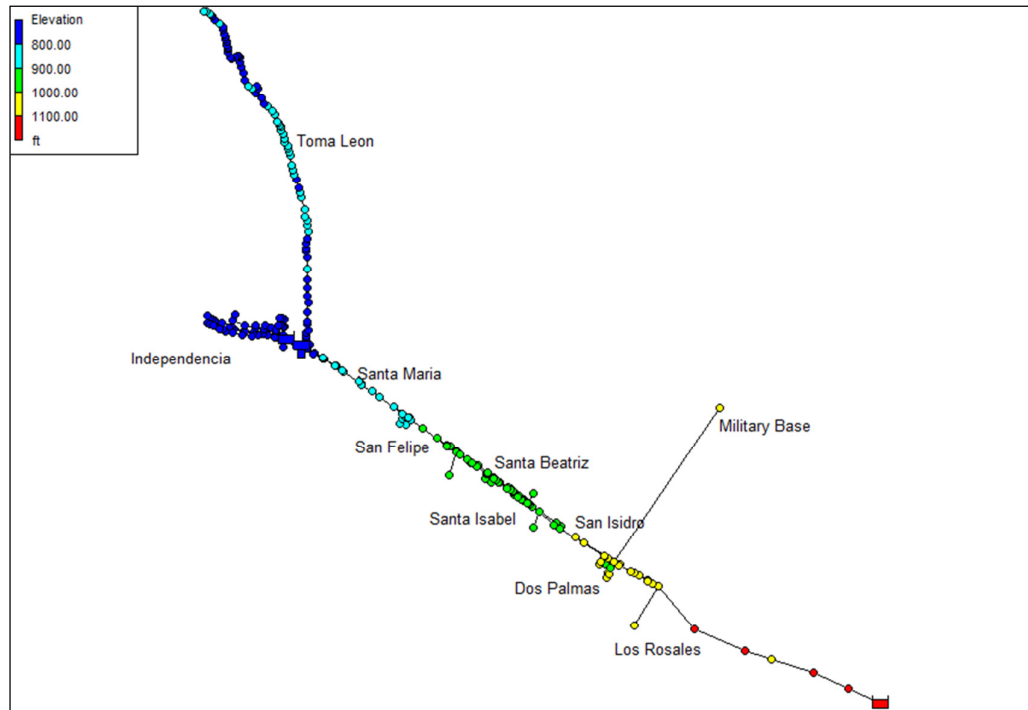 Elevation
800.00
900.00
1000.00
1100.00
ft
Toma Leon
Independencia
Santa Maria
San Felipe
Military Base
Santa Beatriz
Santa Isabel
San Isidro
Dos Palmas
Los Rosales